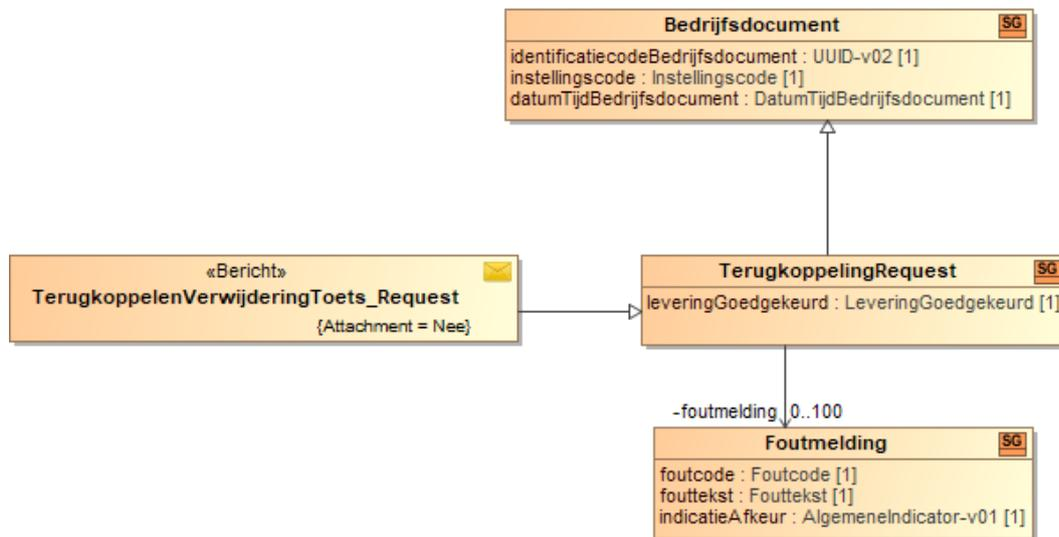 Bedrijfsdocument SG
identificatiecodeBedrijfsdocument : UUID-v02 [1]
instellingscode : Instellingscode [1]
datumTijdBedrijfsdocument : DatumTijdBedrijfsdocument [1]
«Bericht»
TerugkoppelenVerwijderingToets_Request
{Attachment = Nee}
TerugkoppelingRequest SG
leveringGoedgekeurd : LeveringGoedgekeurd [1]
-foutmelding 0..100
Foutmelding SG
foutcode : Foutcode [1]
fouttekst : Fouttekst [1]
indicatieAfkeur : AlgemeneIndicator-v01 [1]